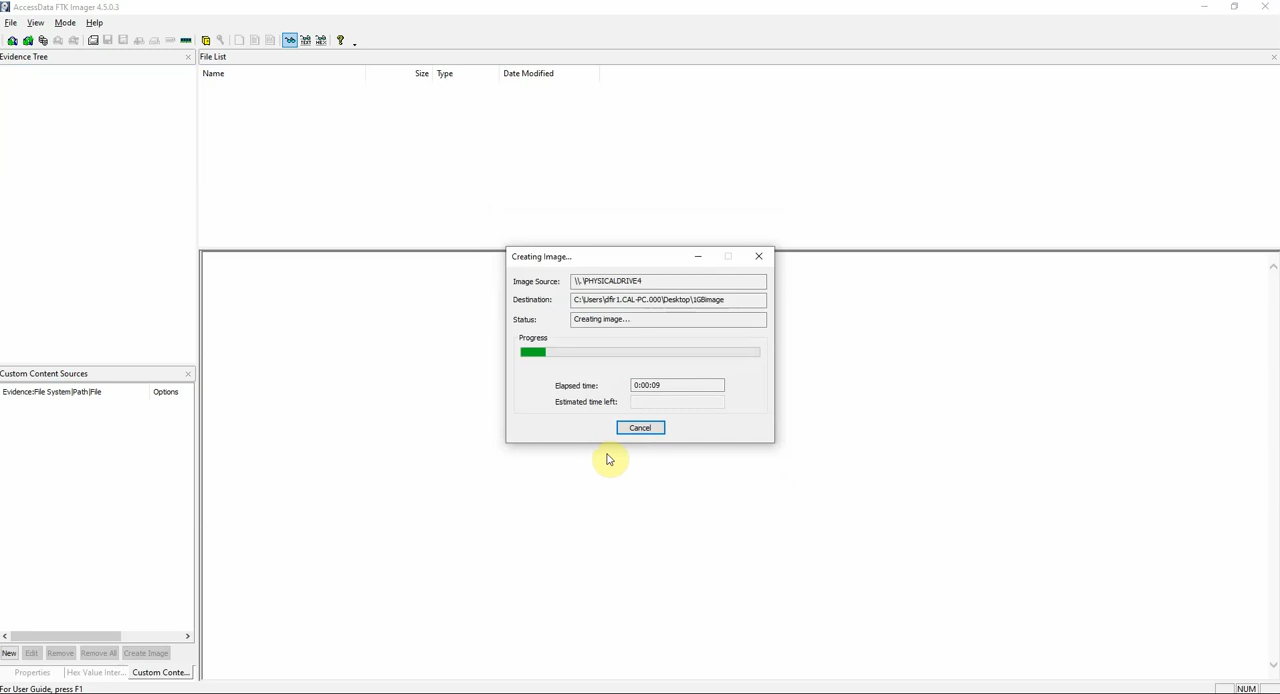 AccessData FTK Imager 4.5.0.3
File View Mode Help
Evidence Tree
File List
Name Size Type Date Modified
Creating Image...
Image Source: \\.\PHYSICALDRIVE4
Destination: C:\Users\dfir1.CAL-PC.000\Desktop\1GBimage
Status: Creating image...
Progress
Elapsed time: 0:00:09
Estimated time left:
Cancel
Custom Content Sources
Evidence:File System|Path|File Options
New Edit Remove Remove All Create Image
Properties Hex Value Inter... Custom Conte...
For User Guide, press F1
NUM